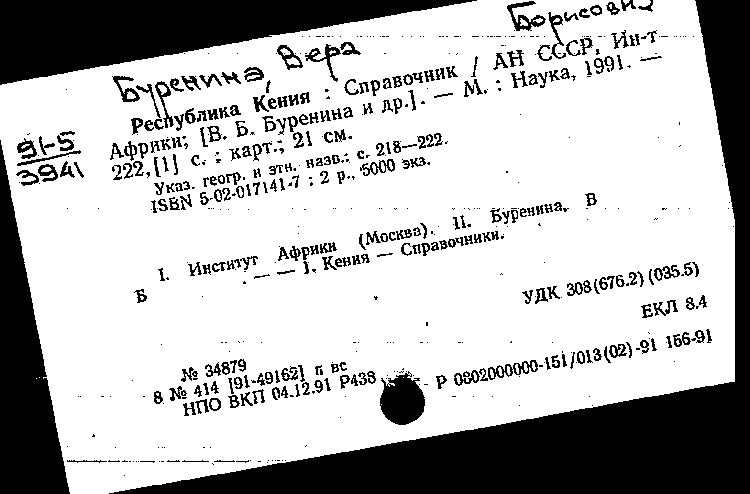 Буренина, Вера Борисовна
Республика Кения : Справочник / АН СССР, Ин-т
Африки; [В. Б. Буренина и др.]. — М. : Наука, 1991. —
222,[1] с. : карт.; 21 см.
91-5
3941
Указ. геогр. и этн. назв.: с. 218—222.
ISBN 5-02-017141-7 : 2 р., 5000 экз.
I. Институт Африки (Москва). II. Буренина, В
Б . — — 1. Кения — Справочники.
УДК 308(676.2)(035.5)
ЕКЛ 8.4
№ 34879
8 № 414 [91-49162] п вс
НПО ВКП 04.12.91 Р438
Р 0802000000-151/013(02)-91 156-91